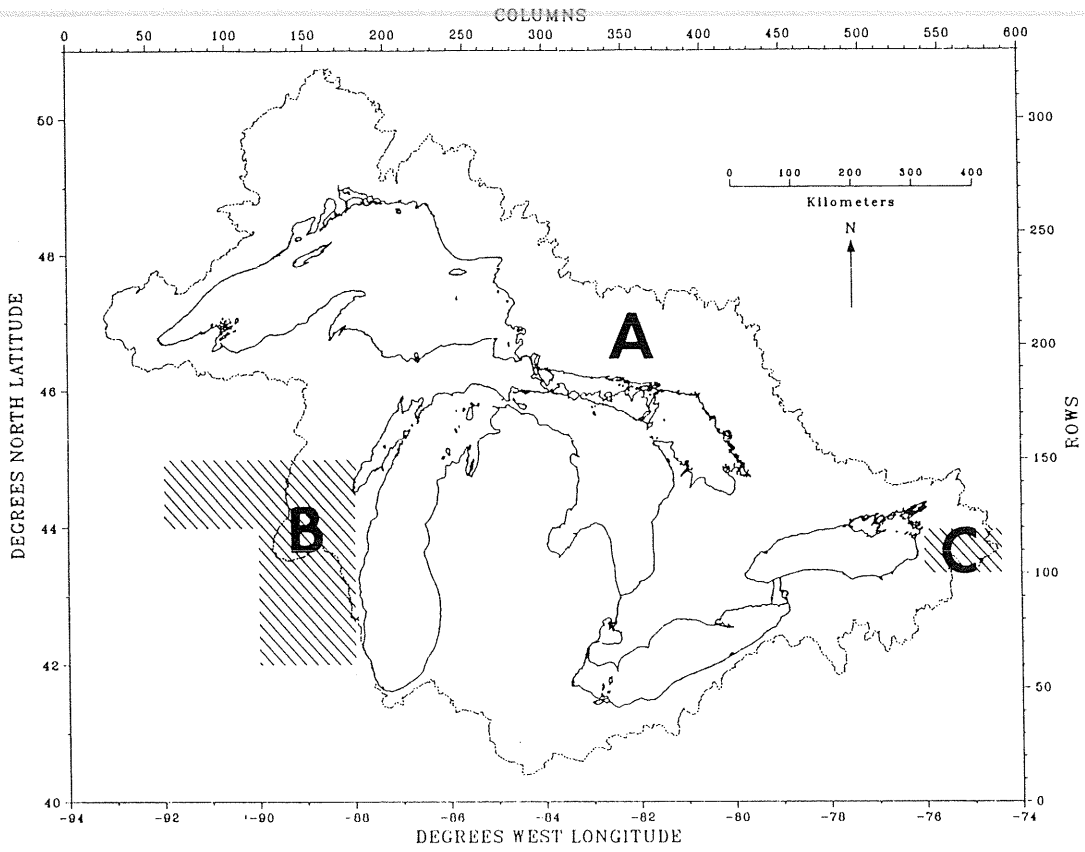 COLUMNS
0 50 100 150 200 250 300 350 400 450 500 550 600
50
48
46
44
42
40
DEGREES NORTH LATITUDE
300
250
200
150
100
50
0
ROWS
0 100 200 300 400
Kilometers
N
A
B
C
-94 -92 -90 -88 -86 -84 -82 -80 -78 -76 -74
DEGREES WEST LONGITUDE